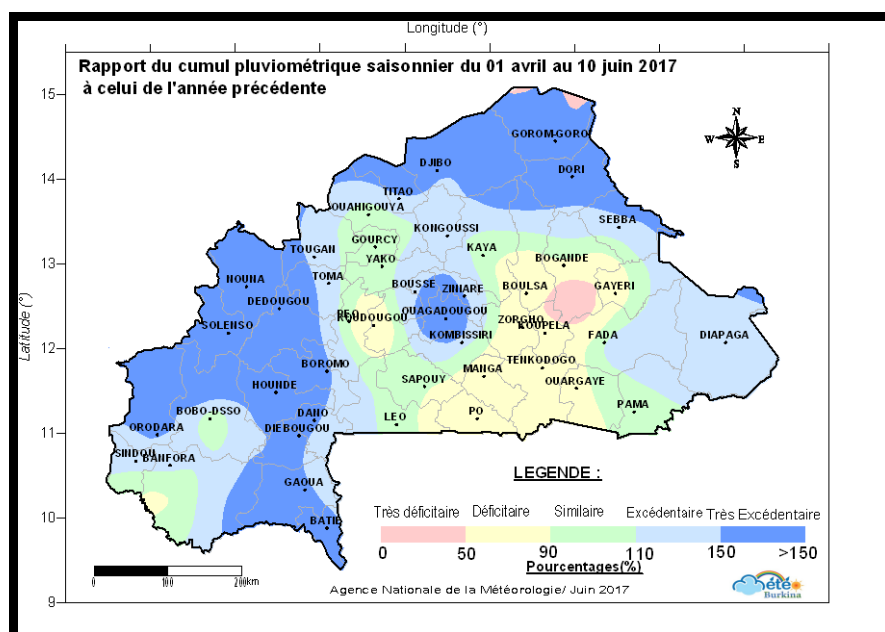 Longitude (°)
Rapport du cumul pluviométrique saisonnier du 01 avril au 10 juin 2017
à celui de l'année précédente
15
14
13
12
11
10
9
Latitude (°)
N
W E
S
GOROM-GORO
DJIBO
DORI
TITAO
OUAHIGOUYA
SEBBA
KONGOUSSI
GOURCY
KAYA
TOUGAN
YAKO
BOGANDE
TOMA
NOUNA
BOUSSE
ZINIARE
BOULSA
GAYERI
DEDOUGOU
OUAGADOUGOU
KOUDOUGOU
ZORGHO
SOLENSO
KOUPELA
KOMBISSIRI
FADA
DIAPAGA
BOROMO
TENKODOGO
MANGA
HOUNDE
SAPOUY
OUARGAYE
BOBO-DSSO
DANO
LEO
PO
PAMA
ORODARA
DIEBOUGOU
SINDOU
BANFORA
GAOUA
BATIE
LEGENDE :
Très déficitaire Déficitaire Similaire Excédentaire Très Excédentaire
0 50 90 110 150 >150
Pourcentages(%)
0 100 200km
Agence Nationale de la Météorologie/ Juin 2017
été
Burkina